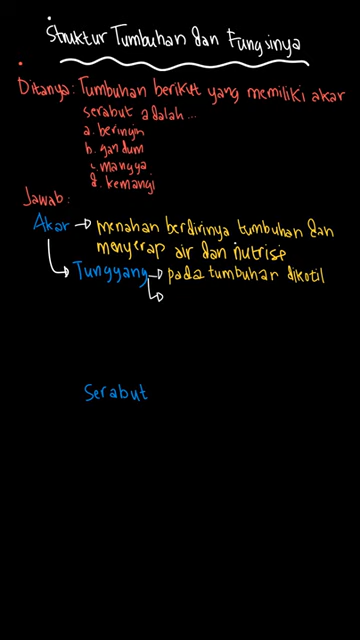 Struktur Tumbuhan dan Fungsinya
Ditanya: Tumbuhan berikut yang memiliki akar
serabut adalah ...
a. beringin
b. gandum
c. mangga
d. kemangi
Jawab:
Akar → menahan berdirinya tumbuhan dan
menyerap air dan nutrisi
Tunggang → pada tumbuhan dikotil
Serabut